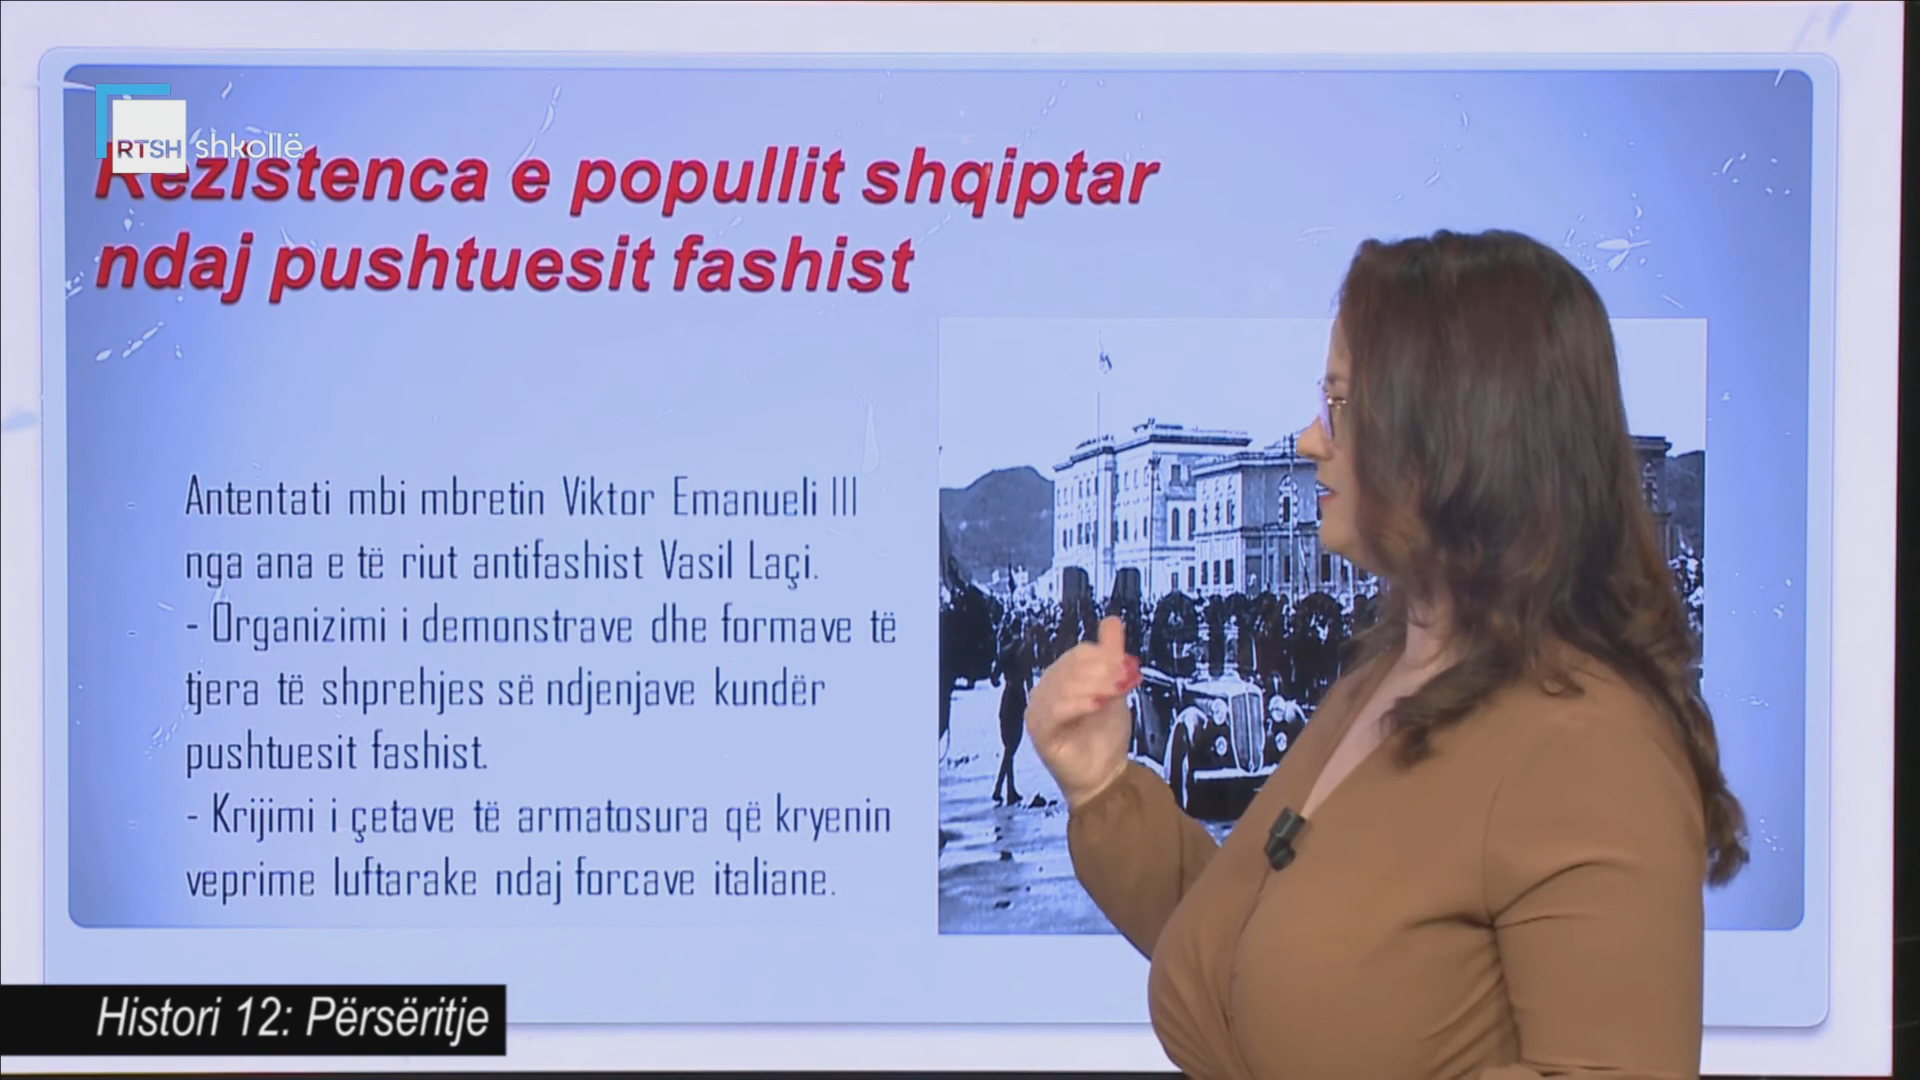 RTSH shkollë
Rezistenca e popullit shqiptar
ndaj pushtuesit fashist
Antentati mbi mbretin Viktor Emanueli III
nga ana e të riut antifashist Vasil Laçi.
- Organizimi i demonstrave dhe formave të
tjera të shprehjes së ndjenjave kundër
pushtuesit fashist.
- Krijimi i çetave të armatosura që kryenin
veprime luftarake ndaj forcave italiane.
Histori 12: Përsëritje